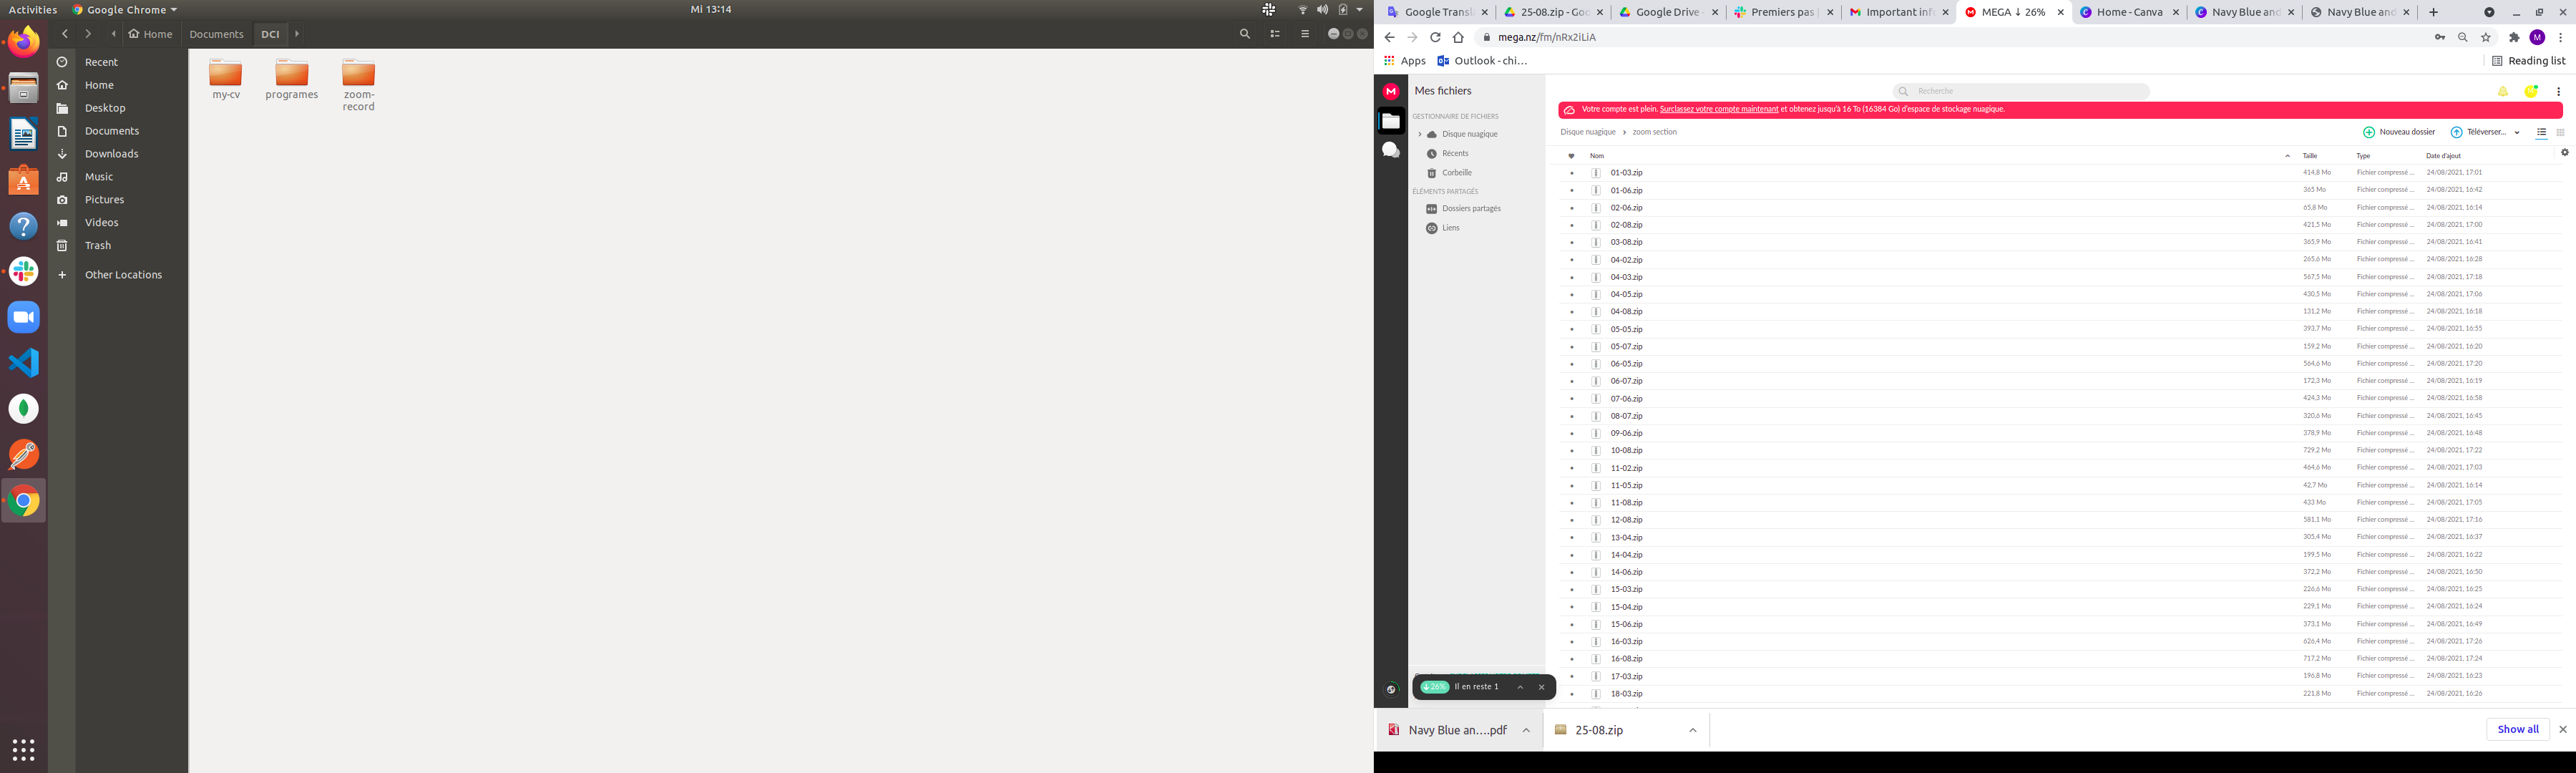 Activities
Google Chrome
Mi 13:14
Home
Documents
DCI
Recent
Home
Desktop
Documents
Downloads
Music
Pictures
Videos
Trash
Other Locations
my-cv
programes
zoom-
record
Google Transl
25-08.zip - Goo
Google Drive -
Premiers pas |
Important info
MEGA ↓ 26%
Home - Canva
Navy Blue and
Navy Blue and
mega.nz/fm/nRx2iLiA
Apps
Outlook - chi...
Reading list
Mes fichiers
Recherche
GESTIONNAIRE DE FICHIERS
Disque nuagique
Récents
Corbeille
ÉLÉMENTS PARTAGÉS
Dossiers partagés
Liens
Votre compte est plein. Surclassez votre compte maintenant et obtenez jusqu'à 16 To (16384 Go) d'espace de stockage nuagique.
Disque nuagique › zoom section
Nouveau dossier
Téléverser...
Nom Taille Type Date d'ajout
01-03.zip 414,8 Mo Fichier compressé ... 24/08/2021, 17:01
01-06.zip 365 Mo Fichier compressé ... 24/08/2021, 16:42
02-06.zip 65,8 Mo Fichier compressé ... 24/08/2021, 16:14
02-08.zip 421,5 Mo Fichier compressé ... 24/08/2021, 17:00
03-08.zip 365,9 Mo Fichier compressé ... 24/08/2021, 16:41
04-02.zip 265,6 Mo Fichier compressé ... 24/08/2021, 16:28
04-03.zip 567,5 Mo Fichier compressé ... 24/08/2021, 17:18
04-05.zip 430,5 Mo Fichier compressé ... 24/08/2021, 17:06
04-08.zip 131,2 Mo Fichier compressé ... 24/08/2021, 16:18
05-05.zip 393,7 Mo Fichier compressé ... 24/08/2021, 16:55
05-07.zip 159,2 Mo Fichier compressé ... 24/08/2021, 16:20
06-05.zip 564,6 Mo Fichier compressé ... 24/08/2021, 17:20
06-07.zip 172,3 Mo Fichier compressé ... 24/08/2021, 16:19
07-06.zip 424,3 Mo Fichier compressé ... 24/08/2021, 16:58
08-07.zip 320,6 Mo Fichier compressé ... 24/08/2021, 16:45
09-06.zip 378,9 Mo Fichier compressé ... 24/08/2021, 16:48
10-08.zip 729,2 Mo Fichier compressé ... 24/08/2021, 17:22
11-02.zip 464,6 Mo Fichier compressé ... 24/08/2021, 17:03
11-05.zip 42,7 Mo Fichier compressé ... 24/08/2021, 16:14
11-08.zip 433 Mo Fichier compressé ... 24/08/2021, 17:05
12-08.zip 581,1 Mo Fichier compressé ... 24/08/2021, 17:16
13-04.zip 305,4 Mo Fichier compressé ... 24/08/2021, 16:37
14-04.zip 199,5 Mo Fichier compressé ... 24/08/2021, 16:22
14-06.zip 372,2 Mo Fichier compressé ... 24/08/2021, 16:50
15-03.zip 226,6 Mo Fichier compressé ... 24/08/2021, 16:25
15-04.zip 229,1 Mo Fichier compressé ... 24/08/2021, 16:24
15-06.zip 373,1 Mo Fichier compressé ... 24/08/2021, 16:49
16-03.zip 626,4 Mo Fichier compressé ... 24/08/2021, 17:26
16-08.zip 717,2 Mo Fichier compressé ... 24/08/2021, 17:24
17-03.zip 196,8 Mo Fichier compressé ... 24/08/2021, 16:23
18-03.zip 221,8 Mo Fichier compressé ... 24/08/2021, 16:26
↓ 26% Il en reste 1
Navy Blue an....pdf
25-08.zip
Show all